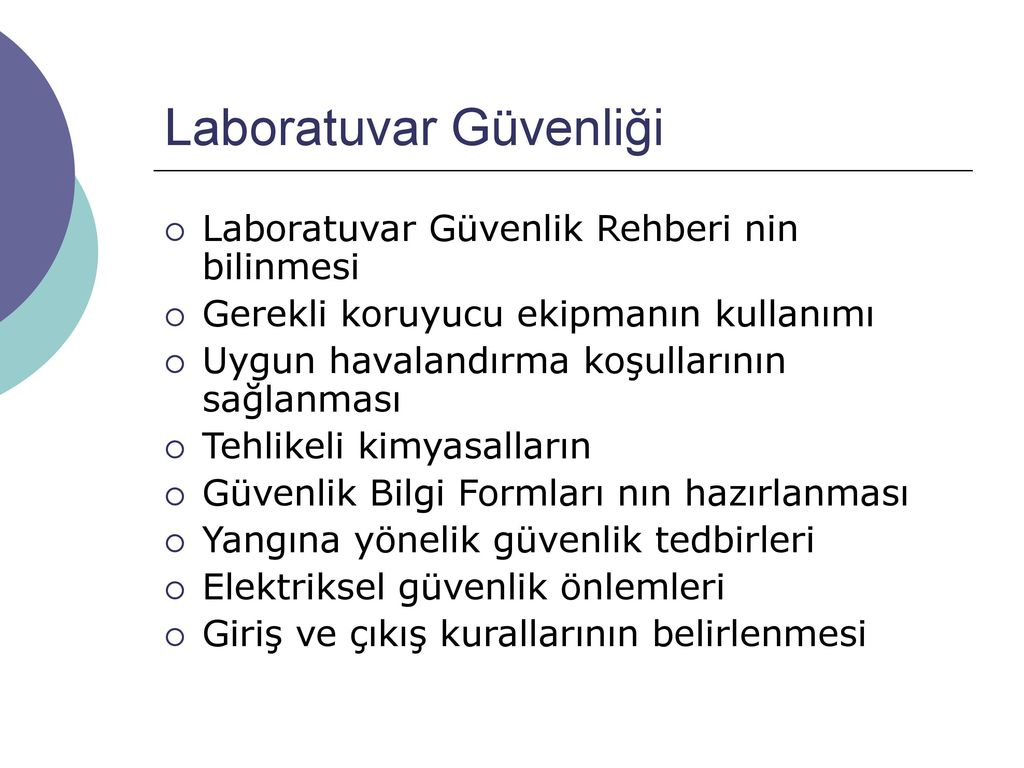 Laboratuvar Güvenliği
Laboratuvar Güvenlik Rehberi nin
bilinmesi
Gerekli koruyucu ekipmanın kullanımı
Uygun havalandırma koşullarının
sağlanması
Tehlikeli kimyasalların
Güvenlik Bilgi Formları nın hazırlanması
Yangına yönelik güvenlik tedbirleri
Elektriksel güvenlik önlemleri
Giriş ve çıkış kurallarının belirlenmesi